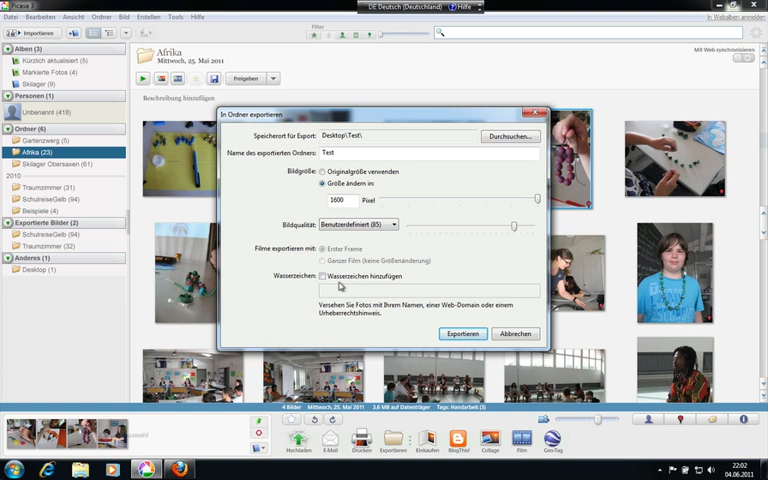 Picasa 3
DE Deutsch (Deutschland)
Hilfe
Datei Bearbeiten Ansicht Ordner Bild Erstellen Tools Hilfe
In Webalben anmelden
Importieren
Filter
Alben (3)
Kürzlich aktualisiert (5)
Markierte Fotos (4)
Skilager (9)
Personen (1)
Unbenannt (418)
Ordner (6)
Gartenzwerg (5)
Afrika (23)
Skilager Obersaxen (61)
2010
Traumzimmer (31)
SchulreiseGelb (94)
Beispiele (4)
Exportierte Bilder (2)
SchulreiseGelb (94)
Traumzimmer (32)
Anderes (1)
Desktop (1)
Afrika
Mittwoch, 25. Mai 2011
Mit Web synchronisieren
Freigeben
Beschreibung hinzufügen
In Ordner exportieren
Speicherort für Export: Desktop\Test\
Durchsuchen...
Name des exportierten Ordners: Test
Bildgröße: Originalgröße verwenden
Größe ändern in:
1600 Pixel
Bildqualität: Benutzerdefiniert (85)
Filme exportieren mit: Erster Frame
Ganzer Film (keine Größenänderung)
Wasserzeichen: Wasserzeichen hinzufügen
Versehen Sie Fotos mit Ihrem Namen, einer Web-Domain oder einem
Urheberrechtshinweis.
Exportieren Abbrechen
4 Bilder Mittwoch, 25. Mai 2011 3,6 MB auf Datenträger Tags: Handarbeit (3)
Hochladen E-Mail Drucken Exportieren Einkaufen BlogThis! Collage Film Geo-Tag
22:02
04.06.2011